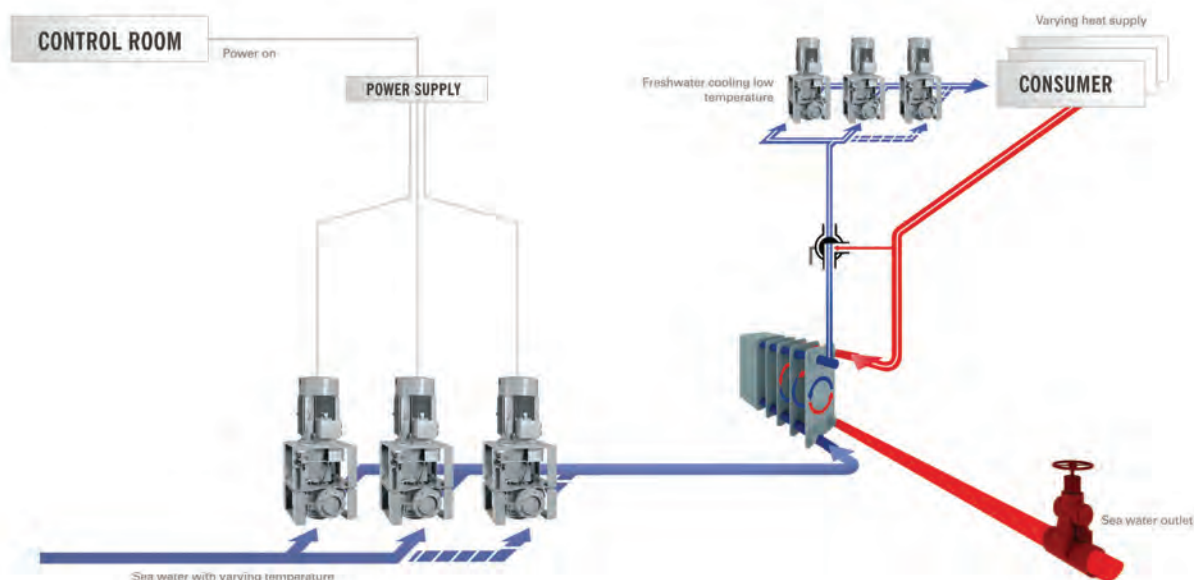 CONTROL ROOM
Power on
POWER SUPPLY
Varying heat supply
CONSUMER
Freshwater cooling low
temperature
Sea water outlet
Sea water with varying temperature